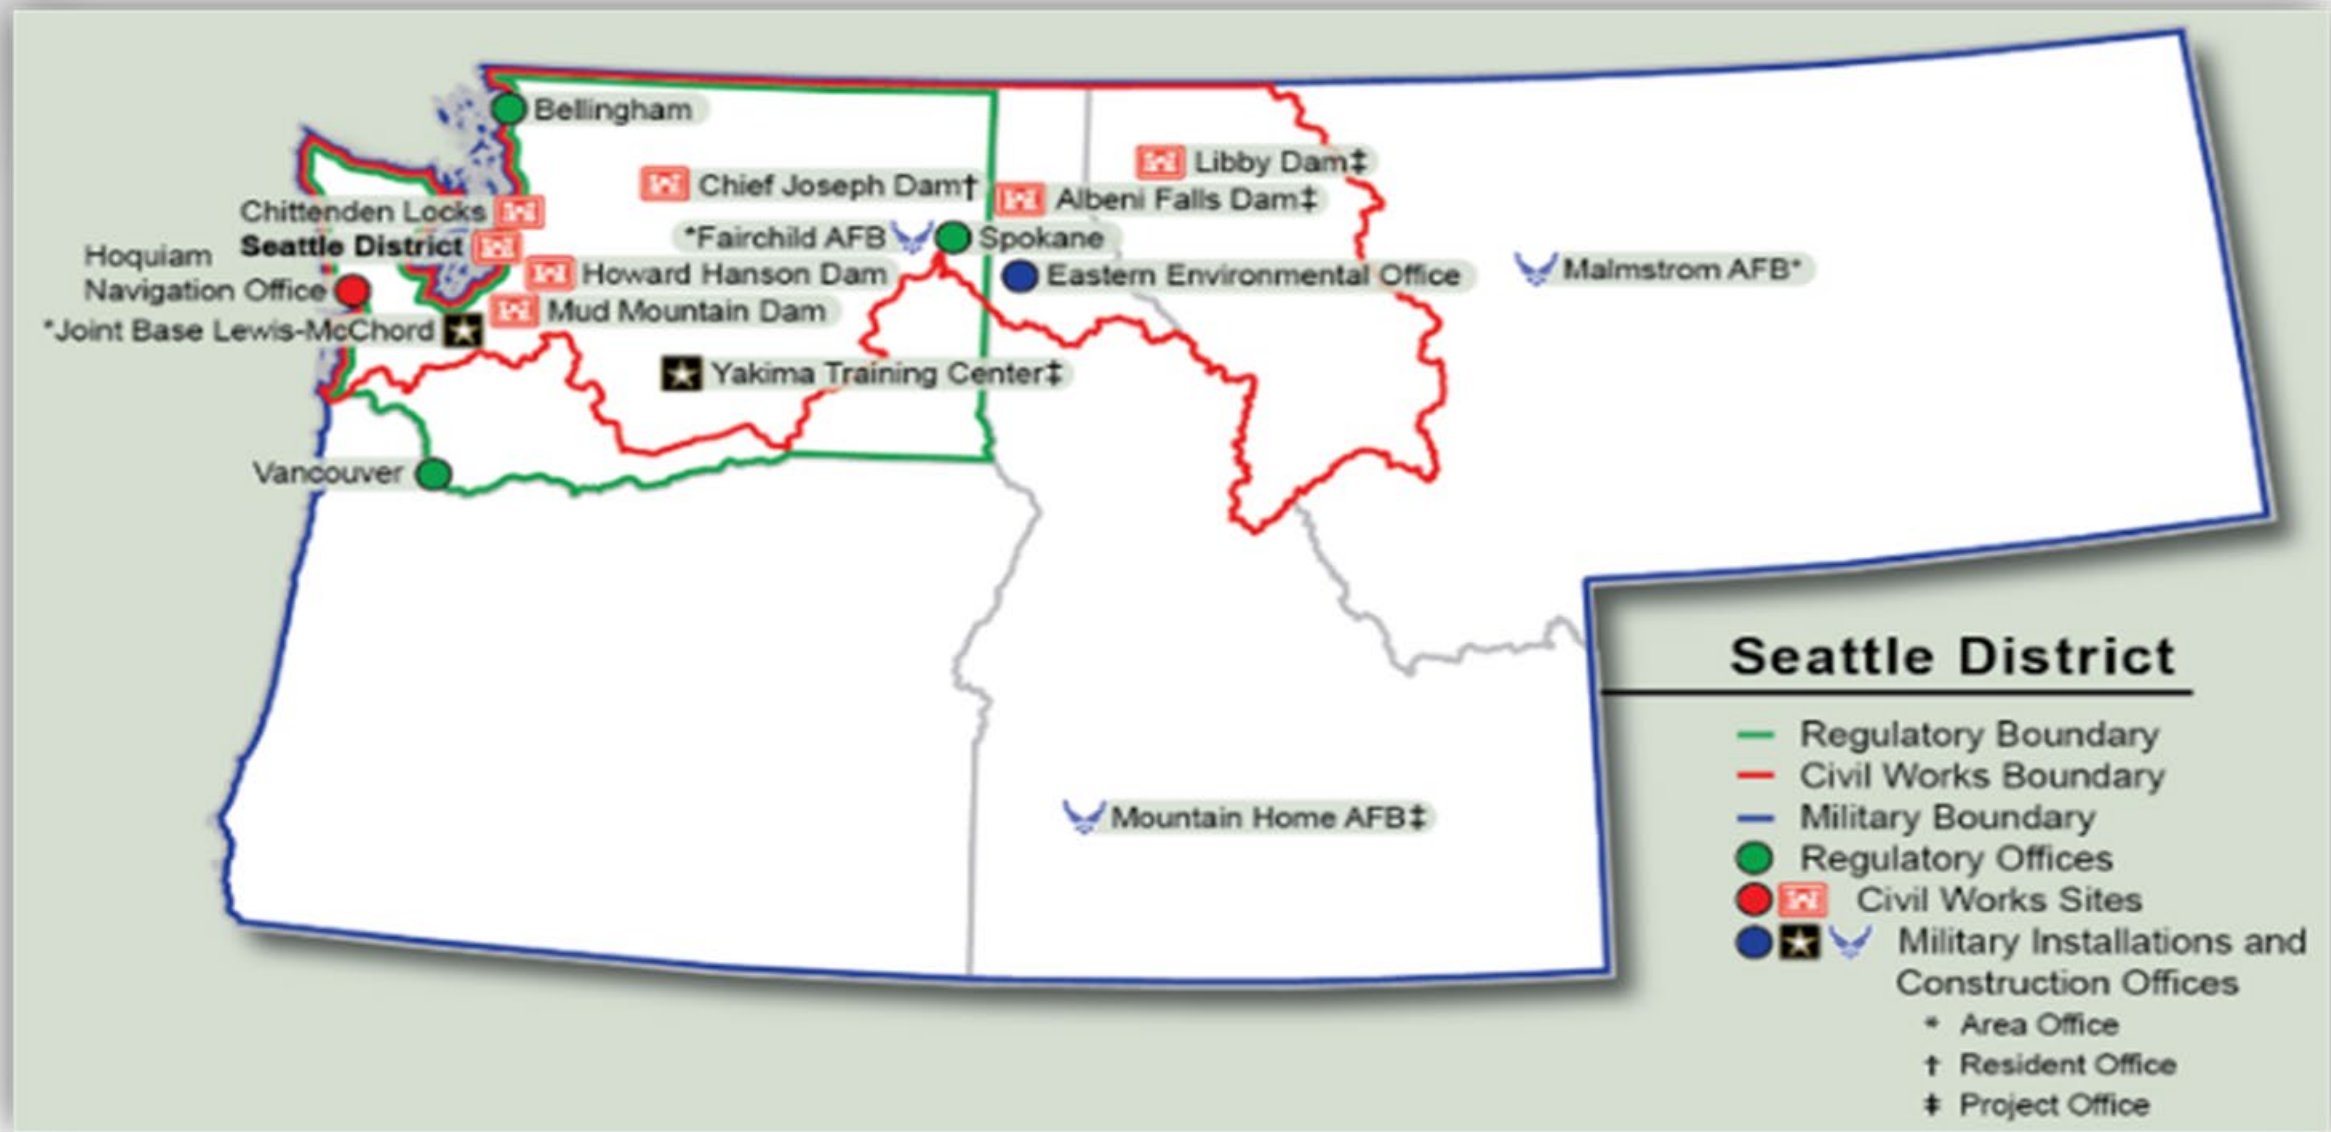 Bellingham
Libby Dam‡
Chief Joseph Dam†
Albeni Falls Dam‡
Chittenden Locks
*Fairchild AFB
Spokane
Seattle District
Hoquiam
Navigation Office
Howard Hanson Dam
Eastern Environmental Office
Malmstrom AFB*
Mud Mountain Dam
*Joint Base Lewis-McChord
Yakima Training Center‡
Vancouver
Mountain Home AFB‡
Seattle District
Regulatory Boundary
Civil Works Boundary
Military Boundary
Regulatory Offices
Civil Works Sites
Military Installations and
Construction Offices
* Area Office
† Resident Office
‡ Project Office